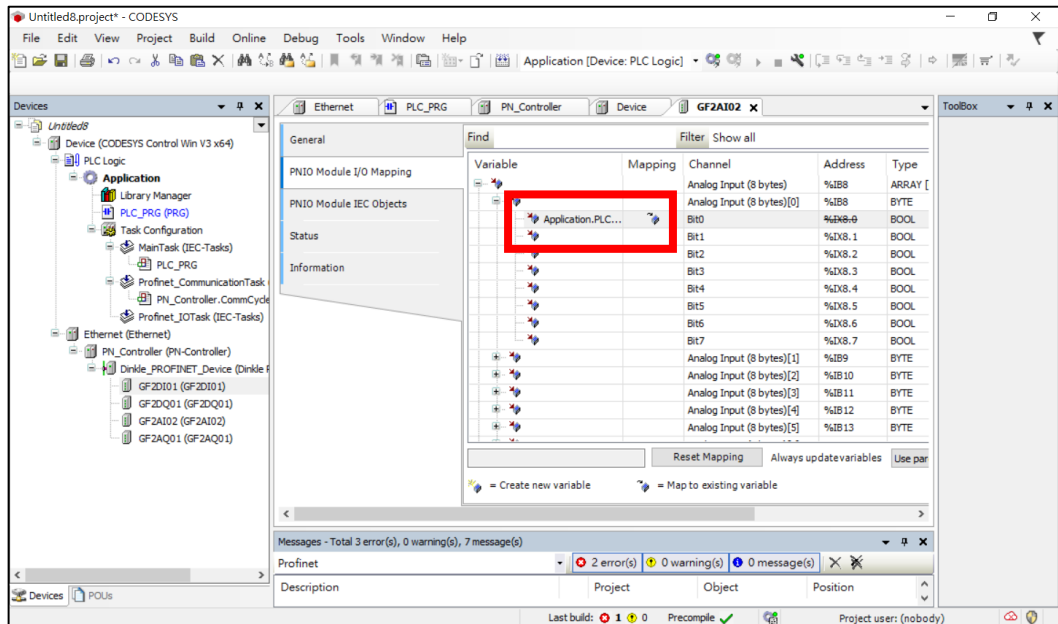 Untitled8.project* - CODESYS
File Edit View Project Build Online Debug Tools Window Help
Application [Device: PLC Logic]
Devices
Untitled8
Device (CODESYS Control Win V3 x64)
PLC Logic
Application
Library Manager
PLC_PRG (PRG)
Task Configuration
MainTask (IEC-Tasks)
PLC_PRG
Profinet_CommunicationTask
PN_Controller.CommCycle
Profinet_IOTask (IEC-Tasks)
Ethernet (Ethernet)
PN_Controller (PN-Controller)
Dinkle_PROFINET_Device (Dinkle P
GF2DI01 (GF2DI01)
GF2DQ01 (GF2DQ01)
GF2AI02 (GF2AI02)
GF2AQ01 (GF2AQ01)
Devices POUs
Ethernet PLC_PRG PN_Controller Device GF2AI02
General
PNIO Module I/O Mapping
PNIO Module IEC Objects
Status
Information
Find Filter Show all
Variable Mapping Channel Address Type
Analog Input (8 bytes) %IB8 ARRAY [
Analog Input (8 bytes)[0] %IB8 BYTE
Application.PLC... Bit0 %IX8.0 BOOL
Bit1 %IX8.1 BOOL
Bit2 %IX8.2 BOOL
Bit3 %IX8.3 BOOL
Bit4 %IX8.4 BOOL
Bit5 %IX8.5 BOOL
Bit6 %IX8.6 BOOL
Bit7 %IX8.7 BOOL
Analog Input (8 bytes)[1] %IB9 BYTE
Analog Input (8 bytes)[2] %IB10 BYTE
Analog Input (8 bytes)[3] %IB11 BYTE
Analog Input (8 bytes)[4] %IB12 BYTE
Analog Input (8 bytes)[5] %IB13 BYTE
Reset Mapping Always updatevariables Use par
= Create new variable = Map to existing variable
ToolBox
Messages - Total 3 error(s), 0 warning(s), 7 message(s)
Profinet 2 error(s) 0 warning(s) 0 message(s)
Description Project Object Position
Last build: 1 0 Precompile Project user: (nobody)